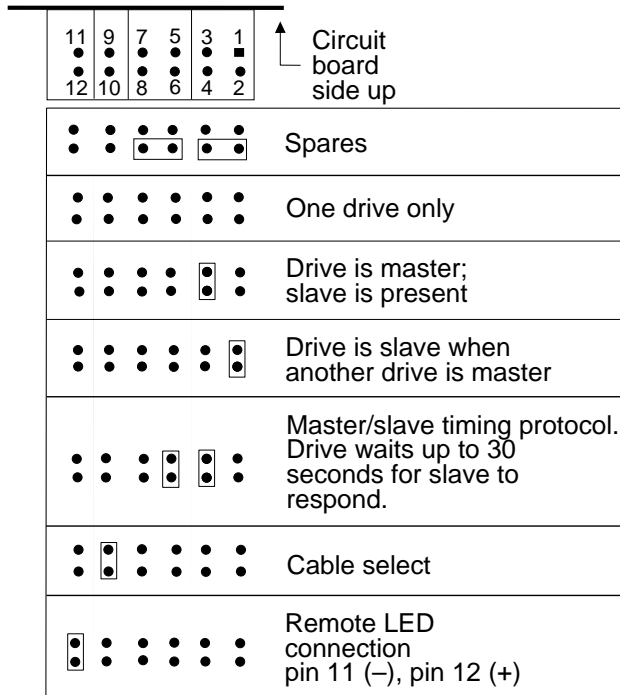 11 9 7 5 3 1
12 10 8 6 4 2
Circuit
board
side up
Spares
One drive only
Drive is master;
slave is present
Drive is slave when
another drive is master
Master/slave timing protocol.
Drive waits up to 30
seconds for slave to
respond.
Cable select
Remote LED
connection
pin 11 (–), pin 12 (+)